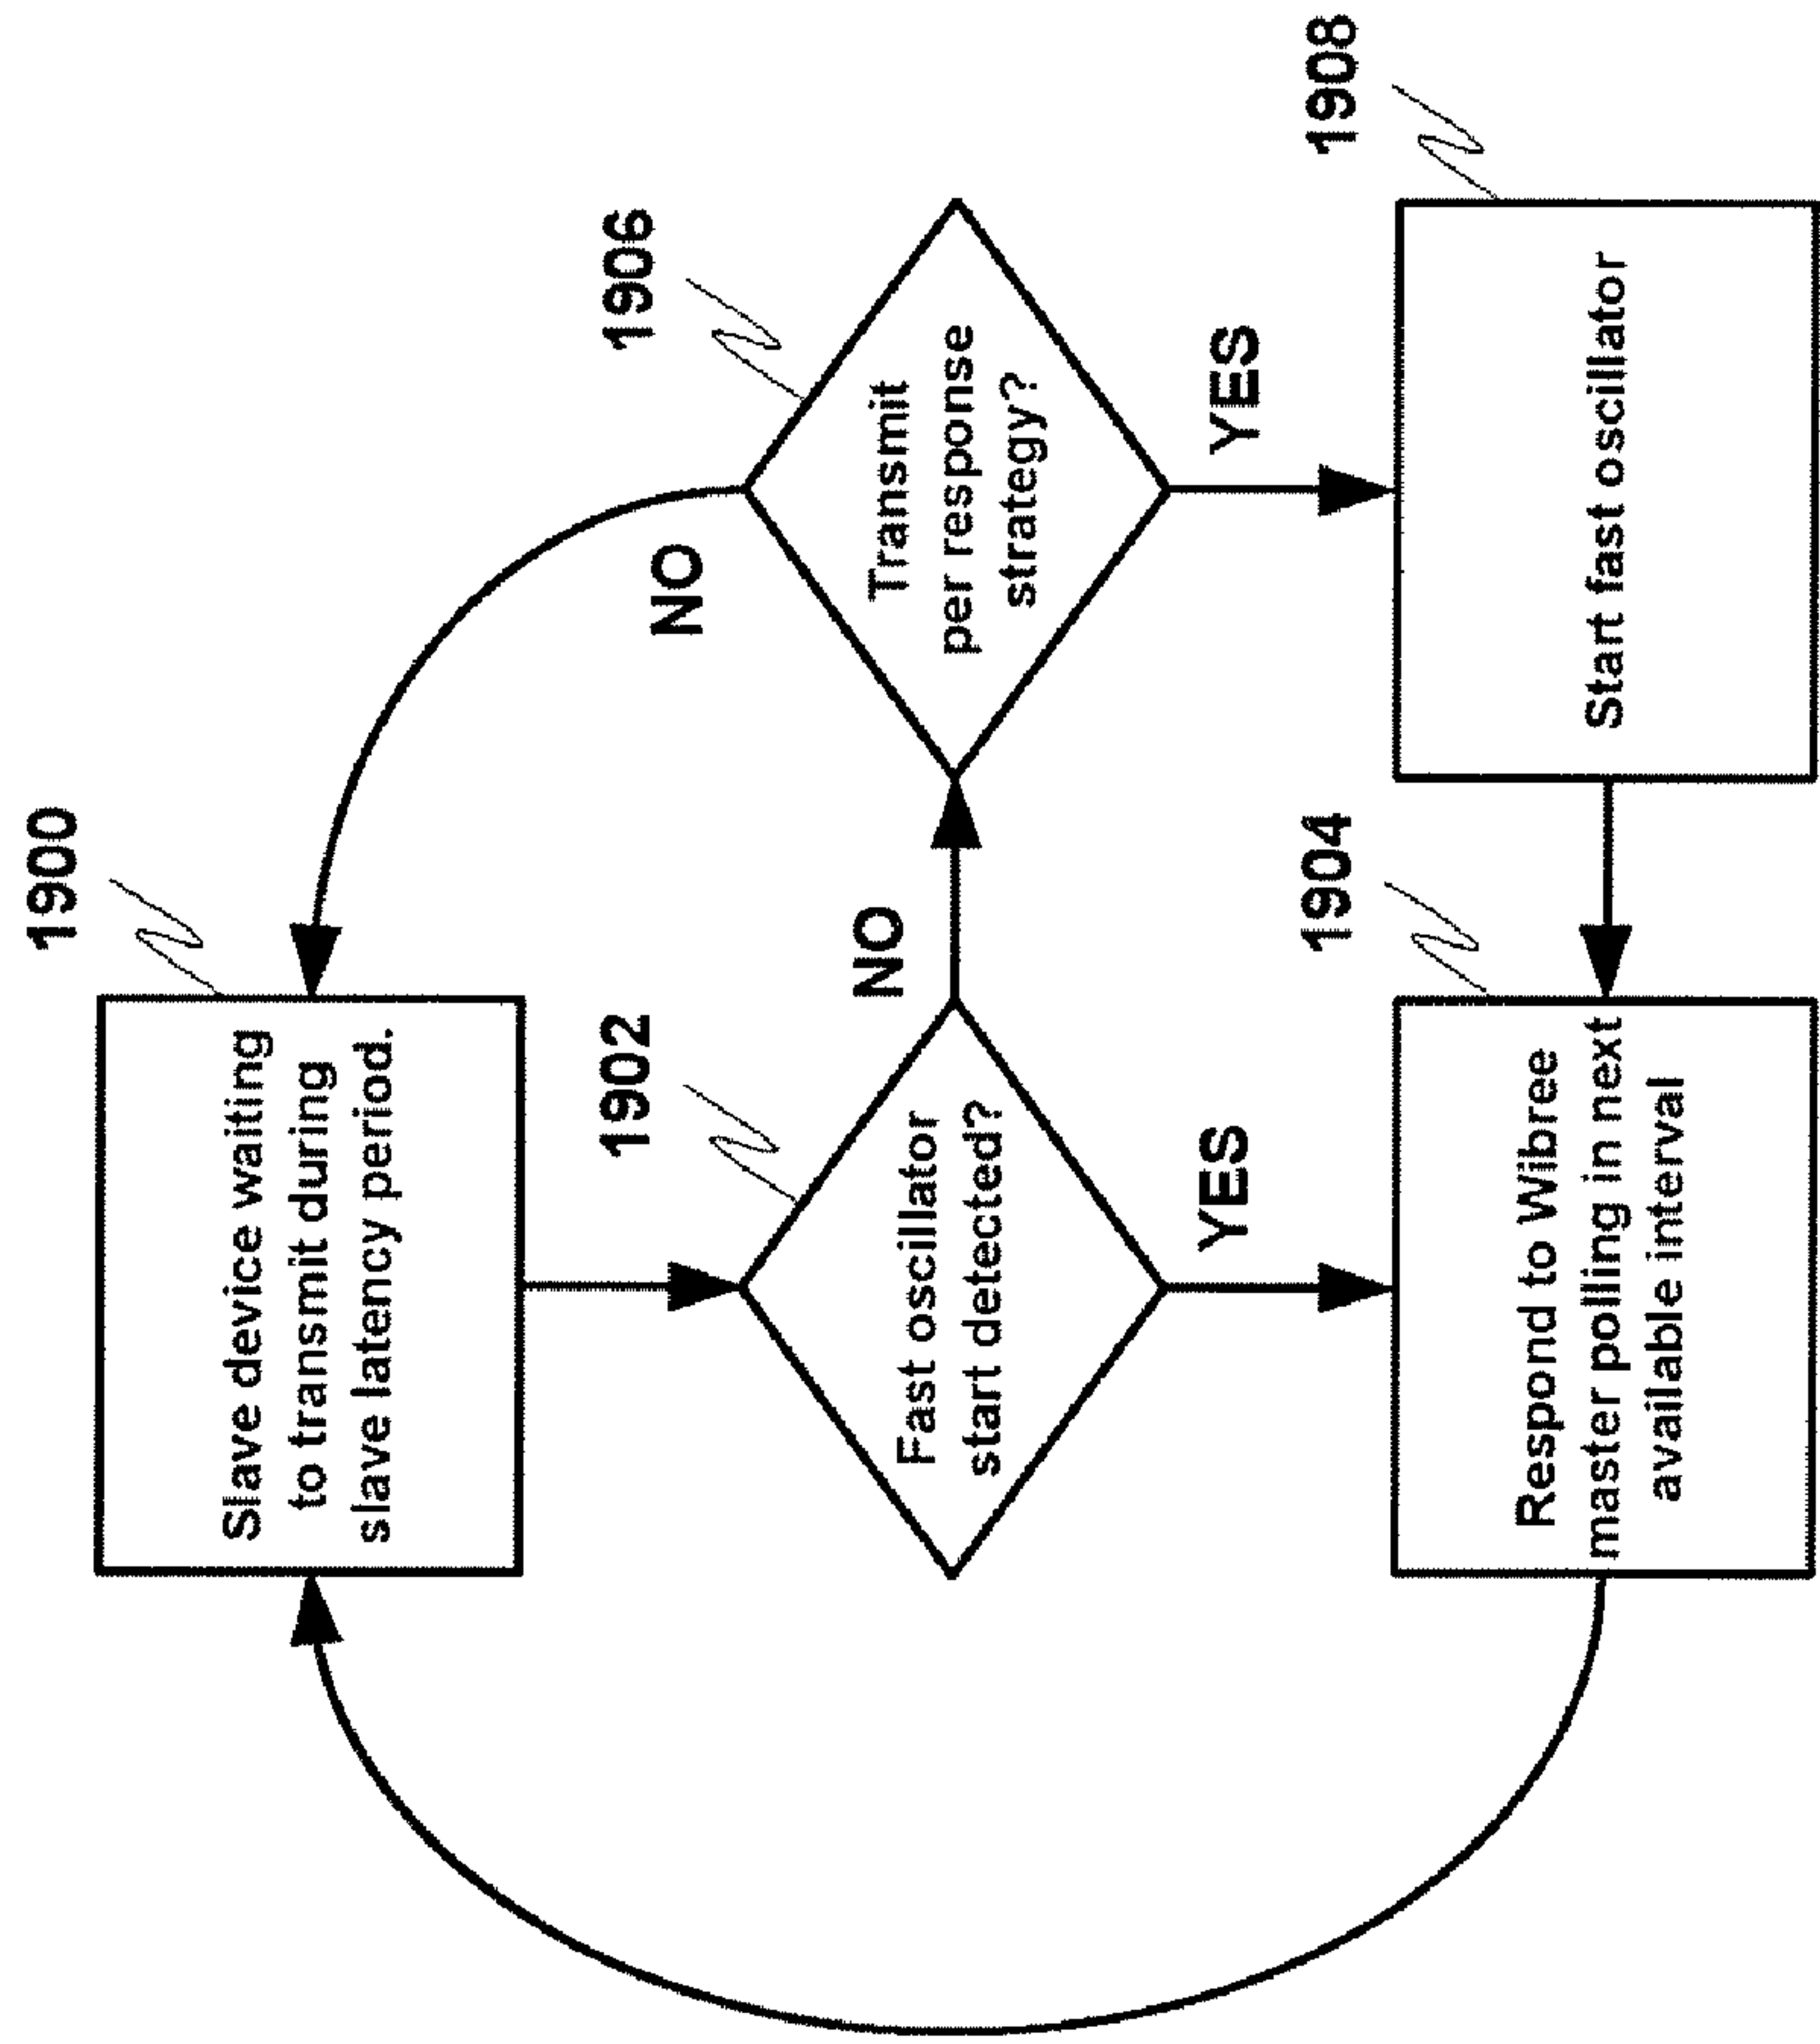 1900
Slave device waiting
to transmit during
slave latency period.
1902
Fast oscillator
start detected?
NO
YES
1906
Transmit
per response
strategy?
NO
YES
1904
Respond to Wibree
master polling in next
available interval
1908
Start fast oscillator